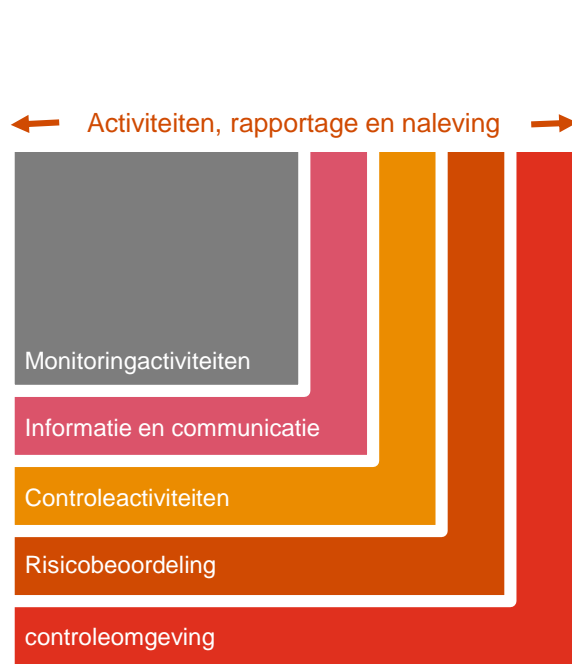 Activiteiten, rapportage en naleving
Monitoringactiviteiten
Informatie en communicatie
Controleactiviteiten
Risicobeoordeling
controleomgeving